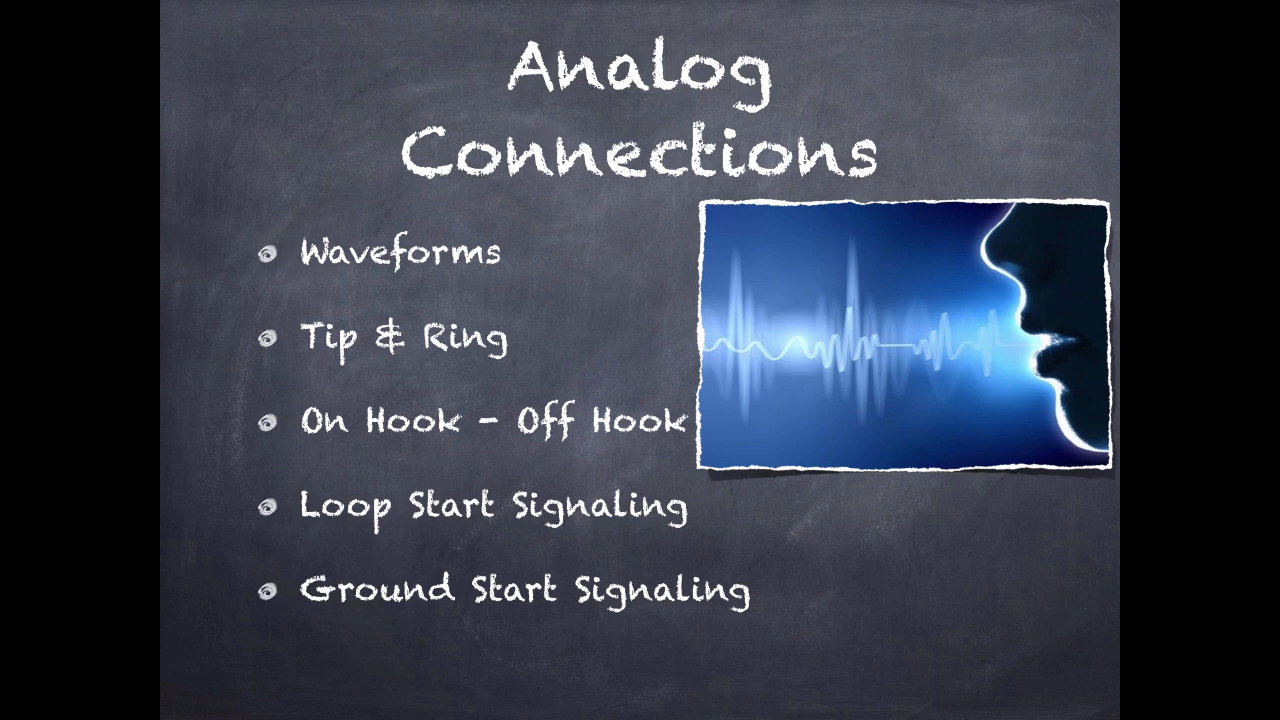 Analog
Connections
Waveforms
Tip & Ring
On Hook - Off Hook
Loop Start Signaling
Ground Start Signaling